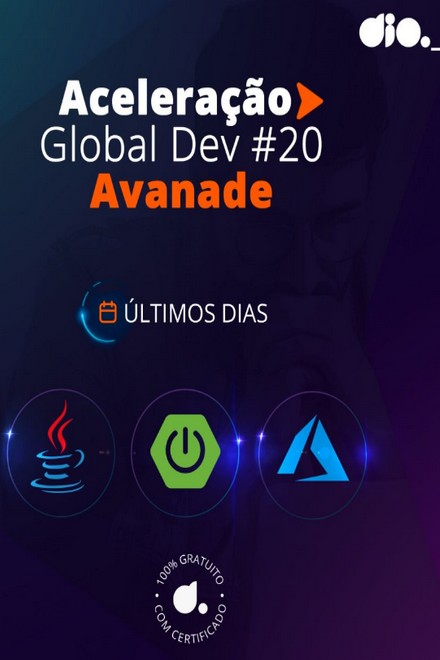 dio._
Aceleração
Global Dev #20
Avanade
ÚLTIMOS DIAS
100% GRATUITO
d.
COM CERTIFICADO